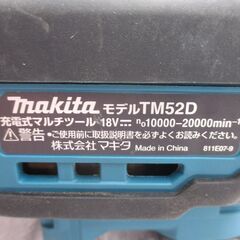 makita モデルTM52D
充電式マルチツール 18V⎓ n₀10000-20000min⁻¹
⚠警告 •ご使用前に取扱説明書を必ずよくお読みください。
株式会社マキタ Made in China 811E07-9